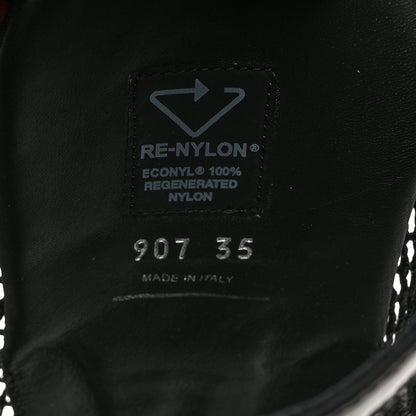 RE-NYLON®
ECONYL® 100%
REGENERATED
NYLON
907 35
MADE IN ITALY